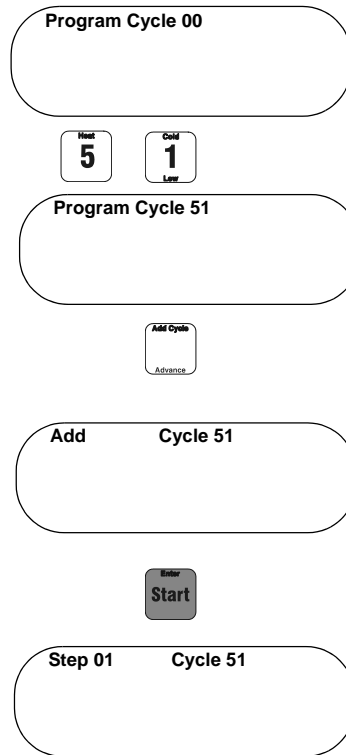 Program Cycle 00
Heat Cold
5 1
Low
Program Cycle 51
Add Cycle
Advance
Add Cycle 51
Enter
Start
Step 01 Cycle 51